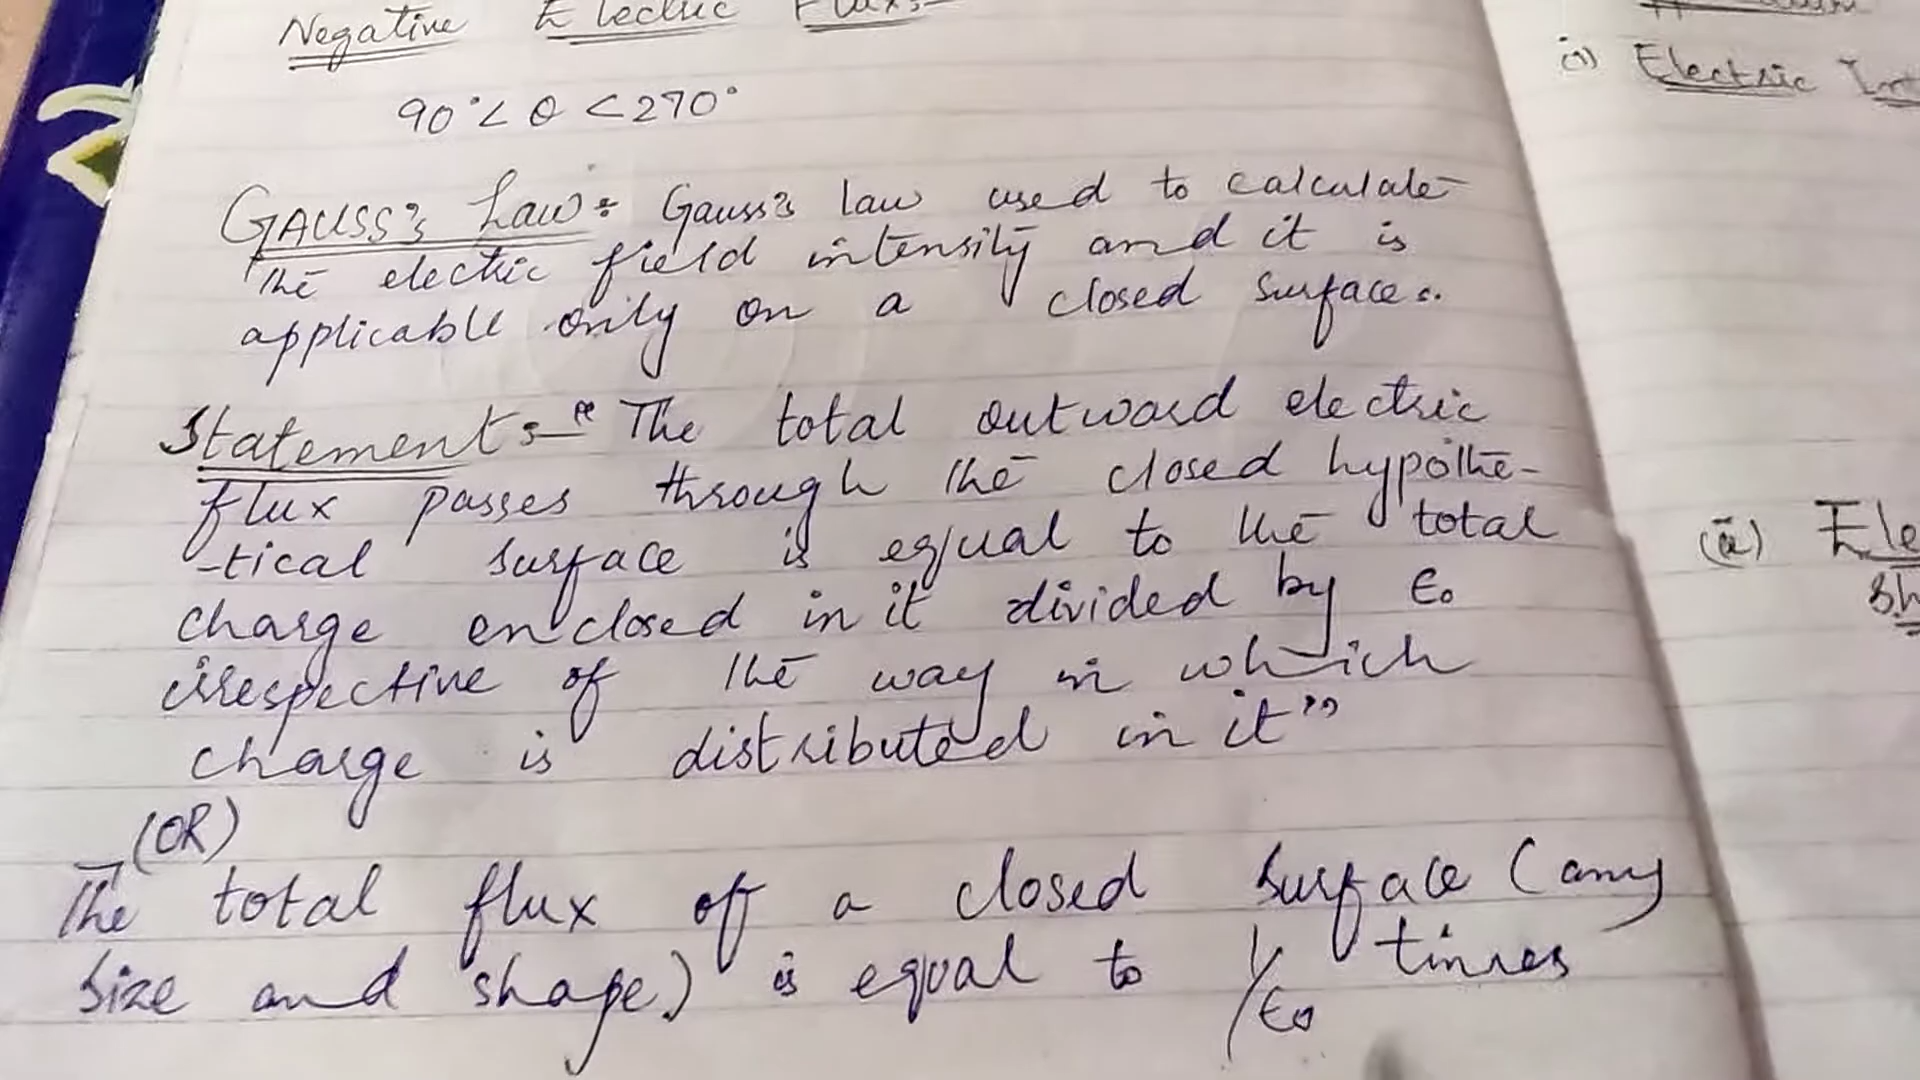 Negative Electric Flux:-
90° < θ < 270°
GAUSS's Law:- Gauss's law used to calculate
the electric field intensity and it is
applicable only on a closed surface.
Statement:- "The total outward electric
flux passes through the closed hypothe-
-tical surface is equal to the total
charge enclosed in it divided by ε₀
irrespective of the way in which
charge is distributed in it"
(OR)
The total flux of a closed surface (any
size and shape) is equal to 1/ε₀ times
(i) Electric
(ii)